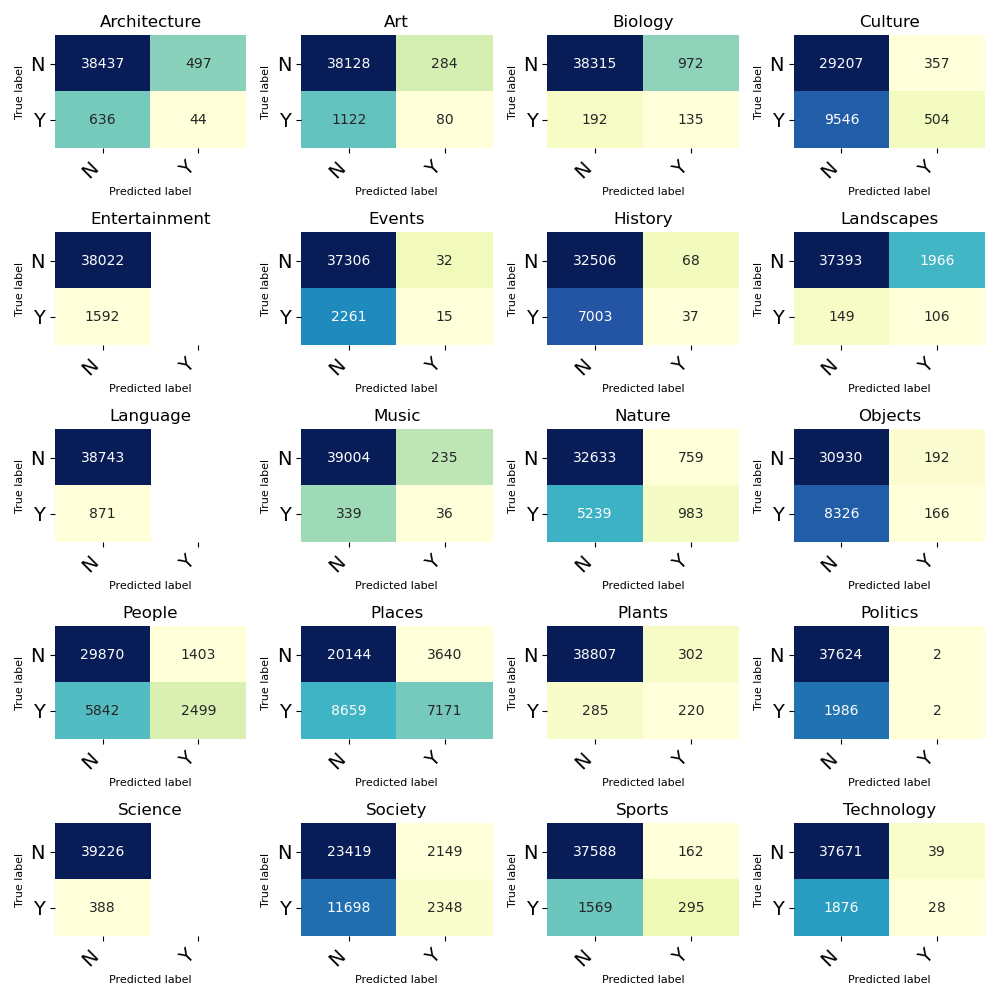 Architecture Art Biology Culture
True label N 38437 497 True label N 38128 284 True label N 38315 972 True label N 29207 357
Y 636 44 Y 1122 80 Y 192 135 Y 9546 504
N Y N Y N Y N Y
Predicted label Predicted label Predicted label Predicted label
Entertainment Events History Landscapes
True label N 38022 True label N 37306 32 True label N 32506 68 True label N 37393 1966
Y 1592 Y 2261 15 Y 7003 37 Y 149 106
N Y N Y N Y N Y
Predicted label Predicted label Predicted label Predicted label
Language Music Nature Objects
True label N 38743 True label N 39004 235 True label N 32633 759 True label N 30930 192
Y 871 Y 339 36 Y 5239 983 Y 8326 166
N Y N Y N Y N Y
Predicted label Predicted label Predicted label Predicted label
People Places Plants Politics
True label N 29870 1403 True label N 20144 3640 True label N 38807 302 True label N 37624 2
Y 5842 2499 Y 8659 7171 Y 285 220 Y 1986 2
N Y N Y N Y N Y
Predicted label Predicted label Predicted label Predicted label
Science Society Sports Technology
True label N 39226 True label N 23419 2149 True label N 37588 162 True label N 37671 39
Y 388 Y 11698 2348 Y 1569 295 Y 1876 28
N Y N Y N Y N Y
Predicted label Predicted label Predicted label Predicted label